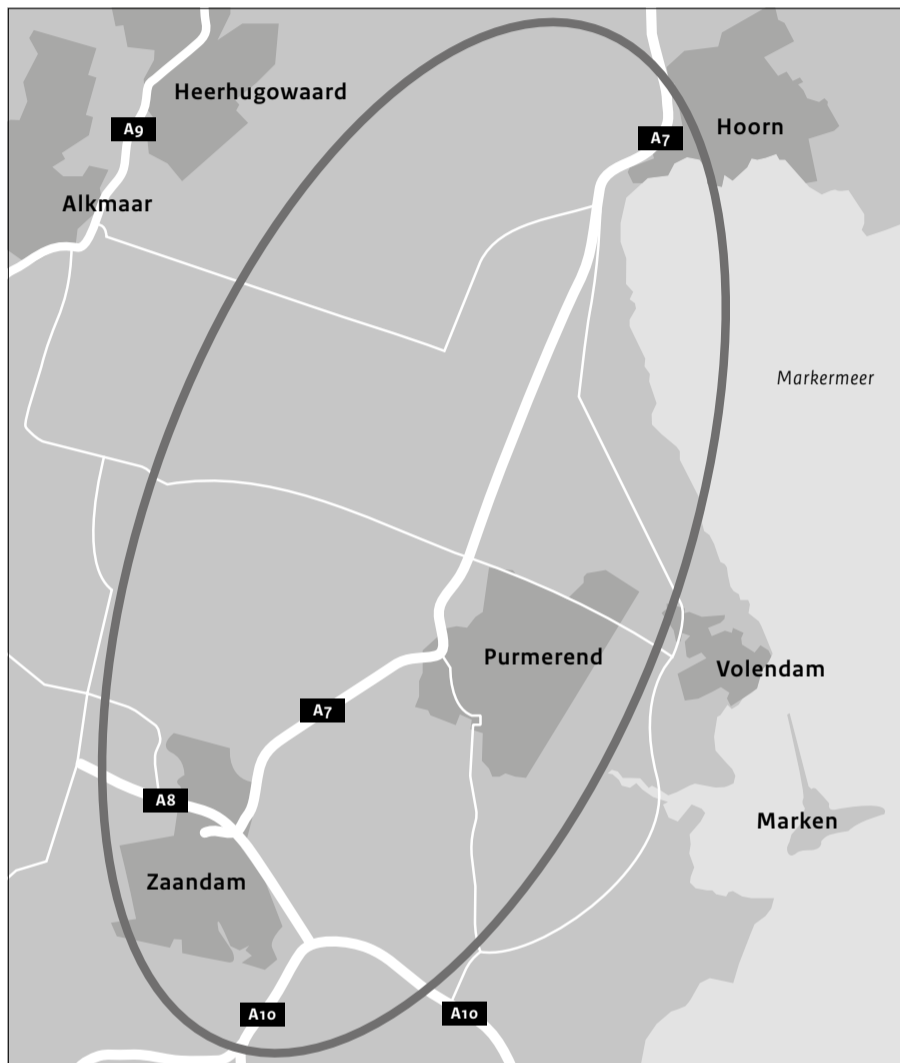 Heerhugowaard
A9
Hoorn
A7
Alkmaar
Markermeer
Purmerend
Volendam
A7
A8
Marken
Zaandam
A10
A10